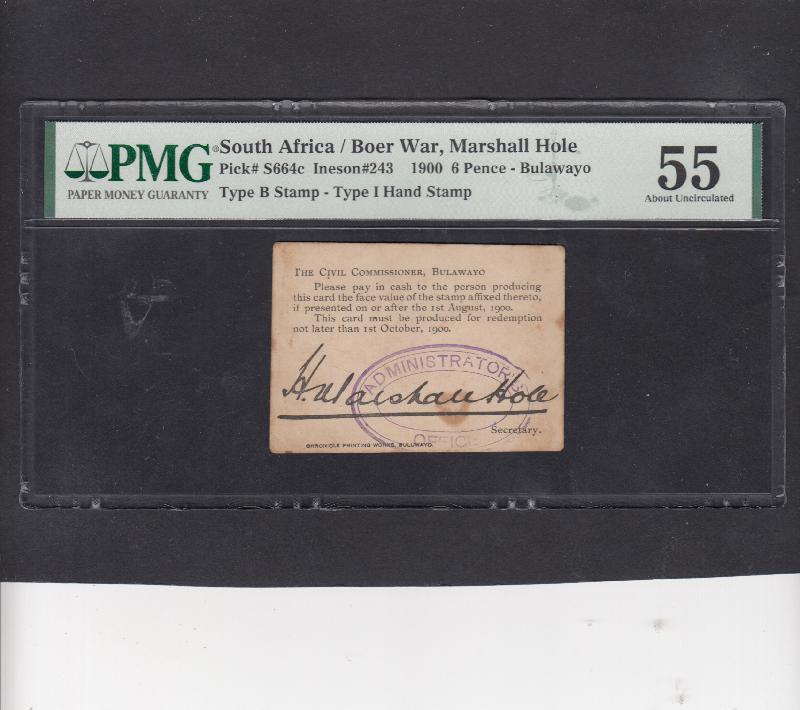 PMG
PAPER MONEY GUARANTY
®South Africa / Boer War, Marshall Hole
Pick# S664c Ineson#243 1900 6 Pence - Bulawayo
Type B Stamp - Type I Hand Stamp
55
About Uncirculated
THE CIVIL COMMISSIONER, BULAWAYO
Please pay in cash to the person producing
this card the face value of the stamp affixed thereto,
if presented on or after the 1st August, 1900.
This card must be produced for redemption
not later than 1st October, 1900.
ADMINISTRATOR'S
H. Marshall Hole
OFFICE
Secretary.
CHRONICLE PRINTING WORKS, BULUWAYO.